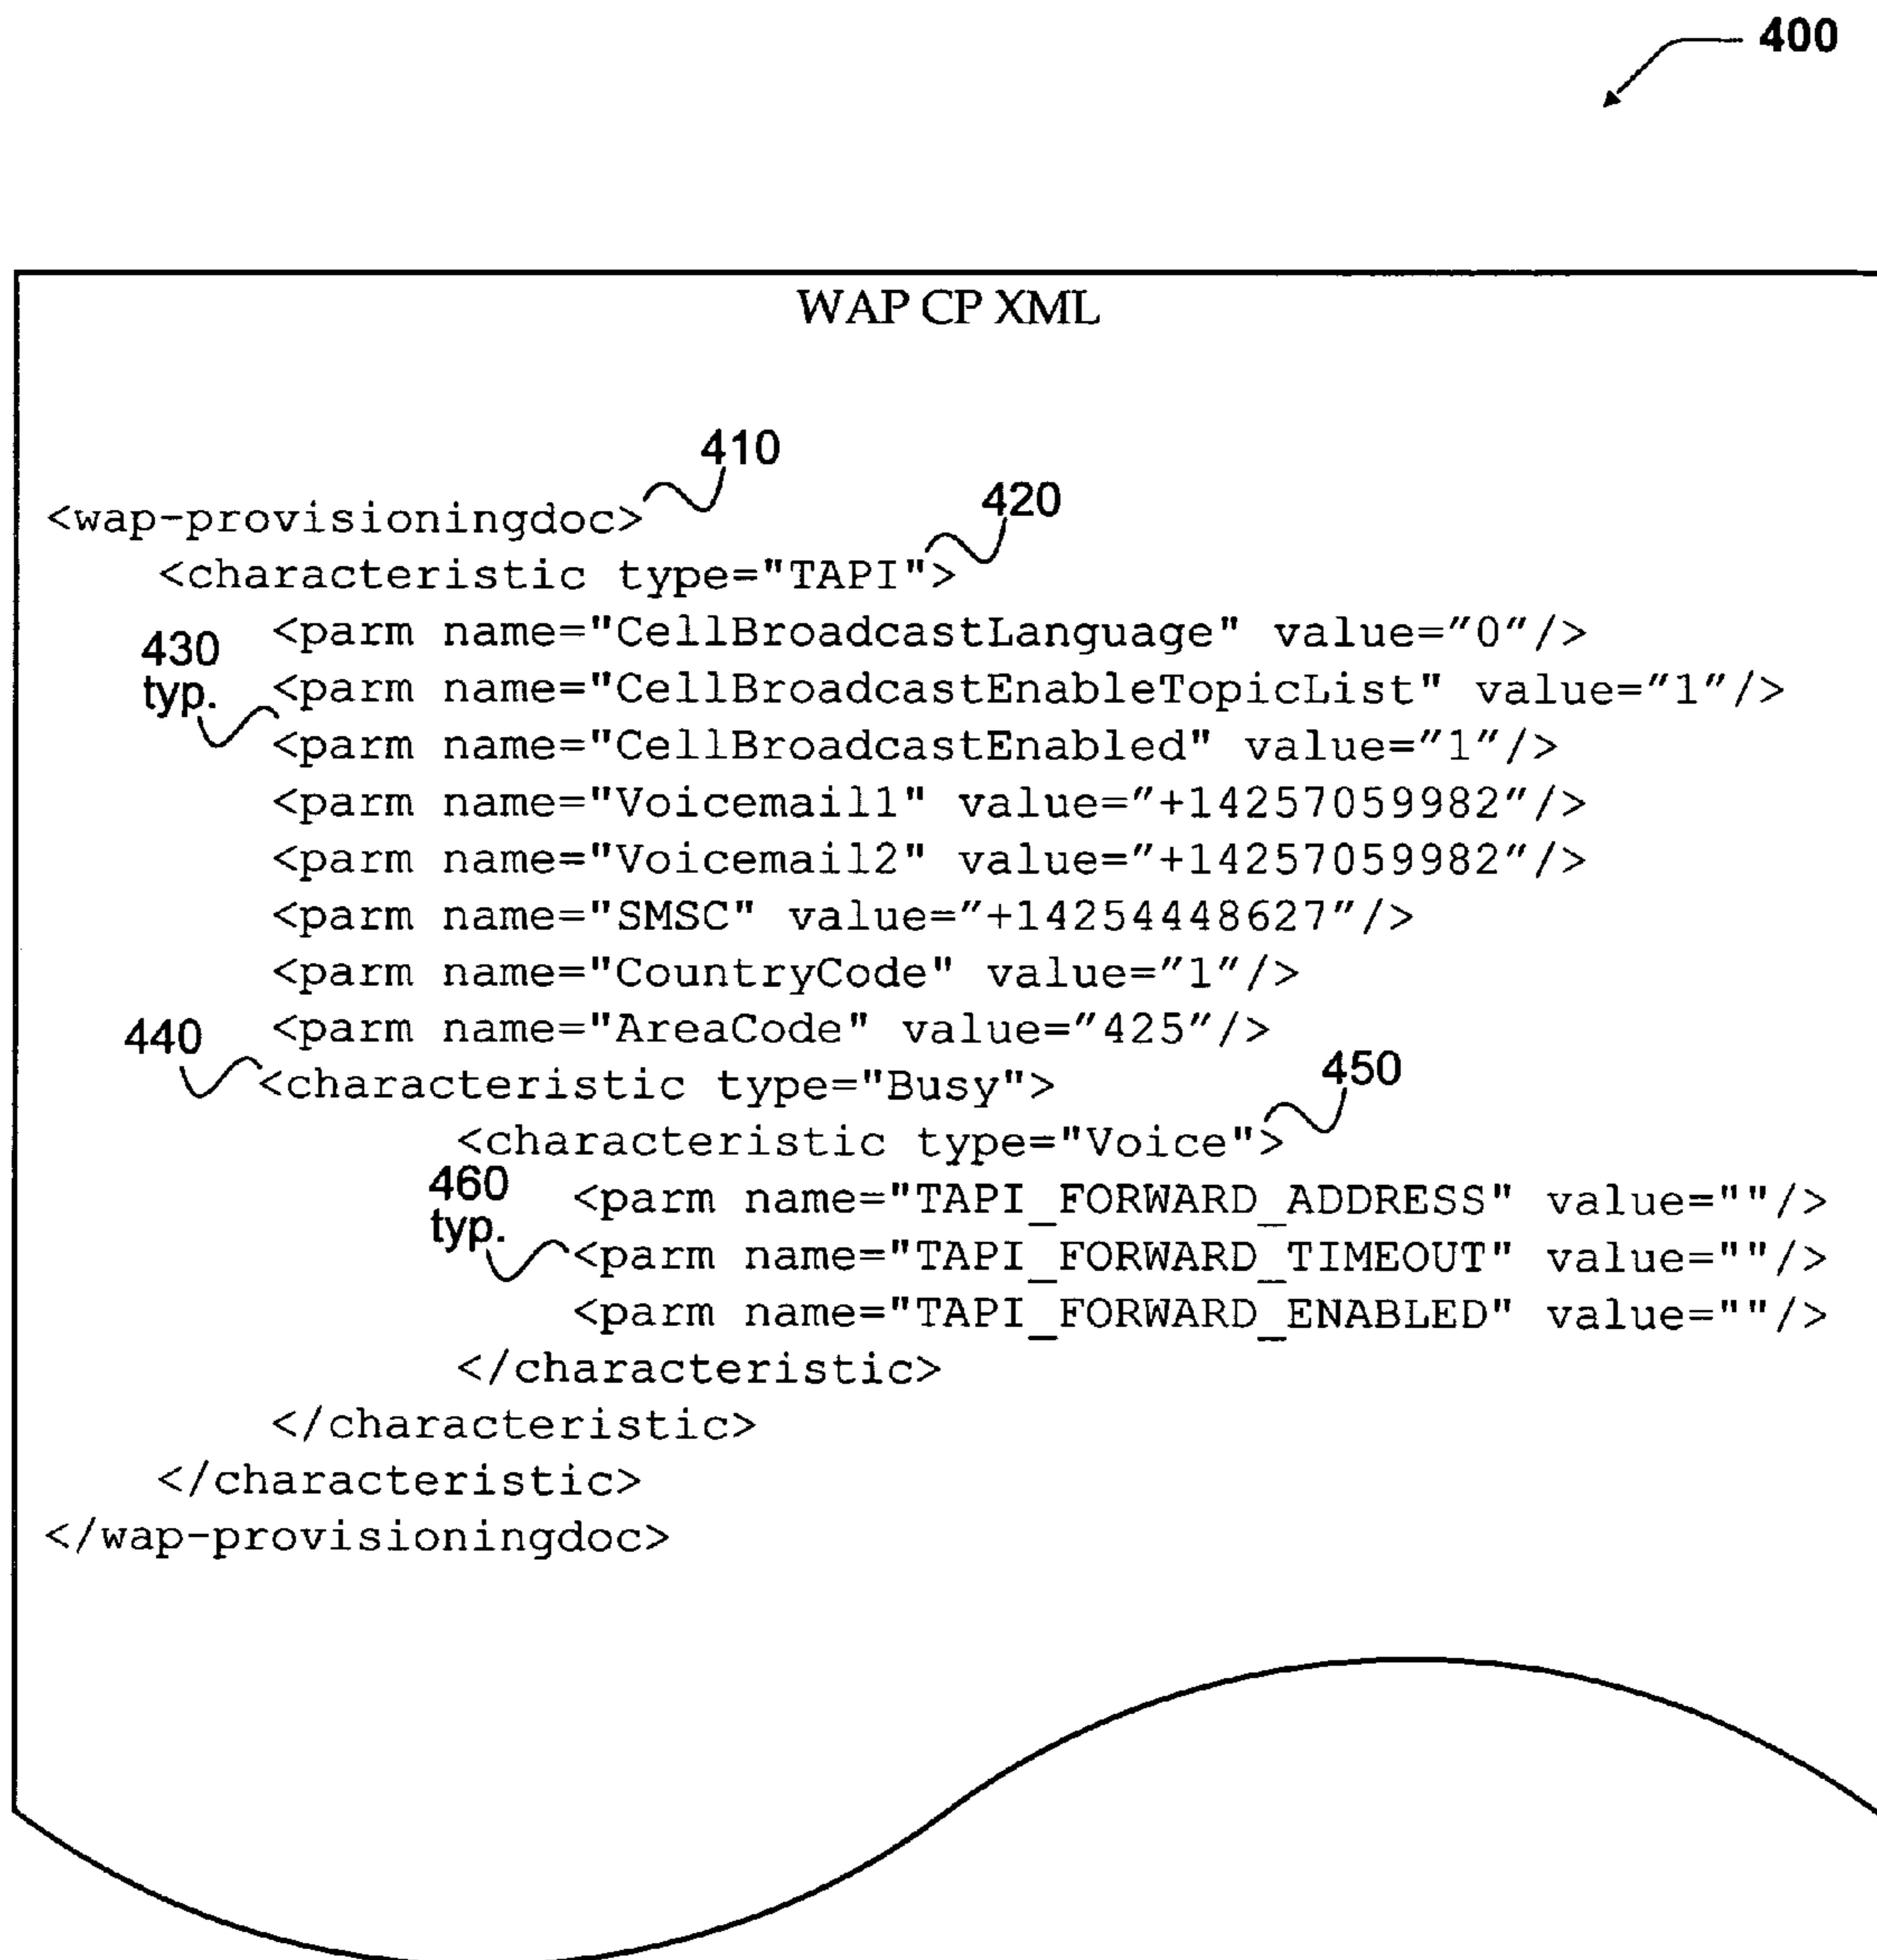 400
WAP CP XML
410
<wap-provisioningdoc>
420
<characteristic type="TAPI">
<parm name="CellBroadcastLanguage" value="0"/>
430
typ.
<parm name="CellBroadcastEnableTopicList" value="1"/>
<parm name="CellBroadcastEnabled" value="1"/>
<parm name="Voicemail1" value="+14257059982"/>
<parm name="Voicemail2" value="+14257059982"/>
<parm name="SMSC" value="+14254448627"/>
<parm name="CountryCode" value="1"/>
<parm name="AreaCode" value="425"/>
440
<characteristic type="Busy">
450
<characteristic type="Voice">
460
typ.
<parm name="TAPI_FORWARD_ADDRESS" value=""/>
<parm name="TAPI_FORWARD_TIMEOUT" value=""/>
<parm name="TAPI_FORWARD_ENABLED" value=""/>
</characteristic>
</characteristic>
</characteristic>
</wap-provisioningdoc>